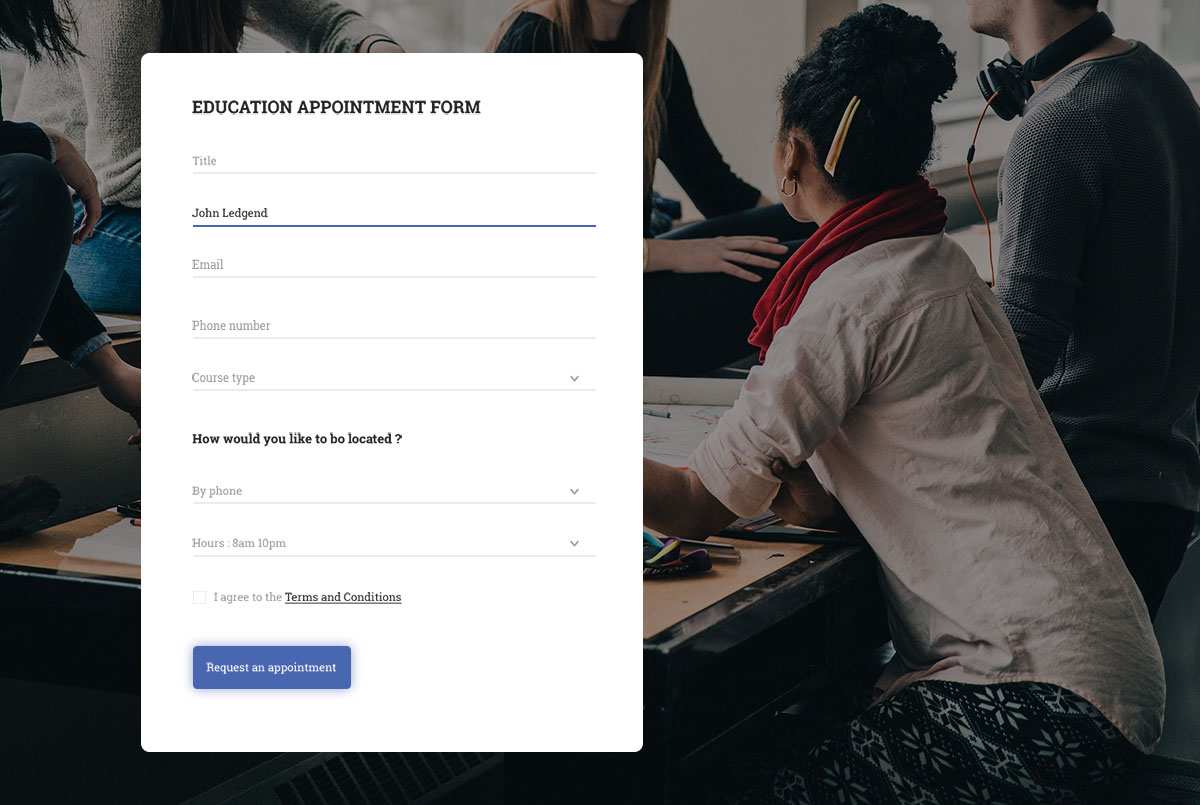 EDUCATION APPOINTMENT FORM
Title
John Ledgend
Email
Phone number
Course type
How would you like to bo located ?
By phone
Hours : 8am 10pm
I agree to the Terms and Conditions
Request an appointment